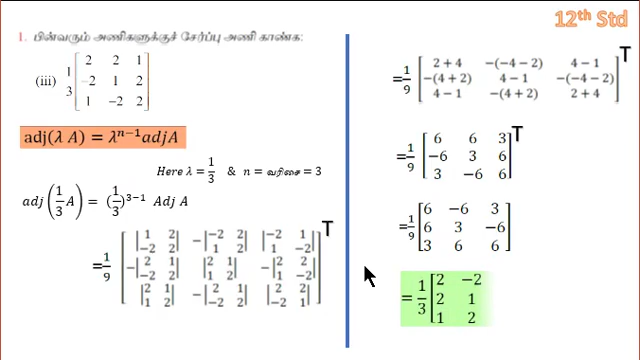 12th Std
1. பின்வரும் அணிகளுக்குச் சேர்ப்பு அணி காண்க:
(iii) 1/3 [2 2 1; -2 1 2; 1 -2 2]
adj(λ A) = λ^(n-1) adjA
Here λ = 1/3 & n = வரிசை = 3
adj(1/3 A) = (1/3)^(3-1) Adj A
= 1/9 [|1 2; -2 2| -|-2 2; 1 2| |-2 1; 1 -2|; -|2 1; -2 2| |2 1; 1 2| -|2 2; 1 -2|; |2 1; 1 2| -|2 1; -2 2| |2 2; -2 1|]^T
= 1/9 [2 + 4 -(-4 - 2) 4 - 1; -(4 + 2) 4 - 1 -(-4 - 2); 4 - 1 -(4 + 2) 2 + 4]^T
= 1/9 [6 6 3; -6 3 6; 3 -6 6]^T
= 1/9 [6 -6 3; 6 3 -6; 3 6 6]
= 1/3 [2 -2; 2 1; 1 2